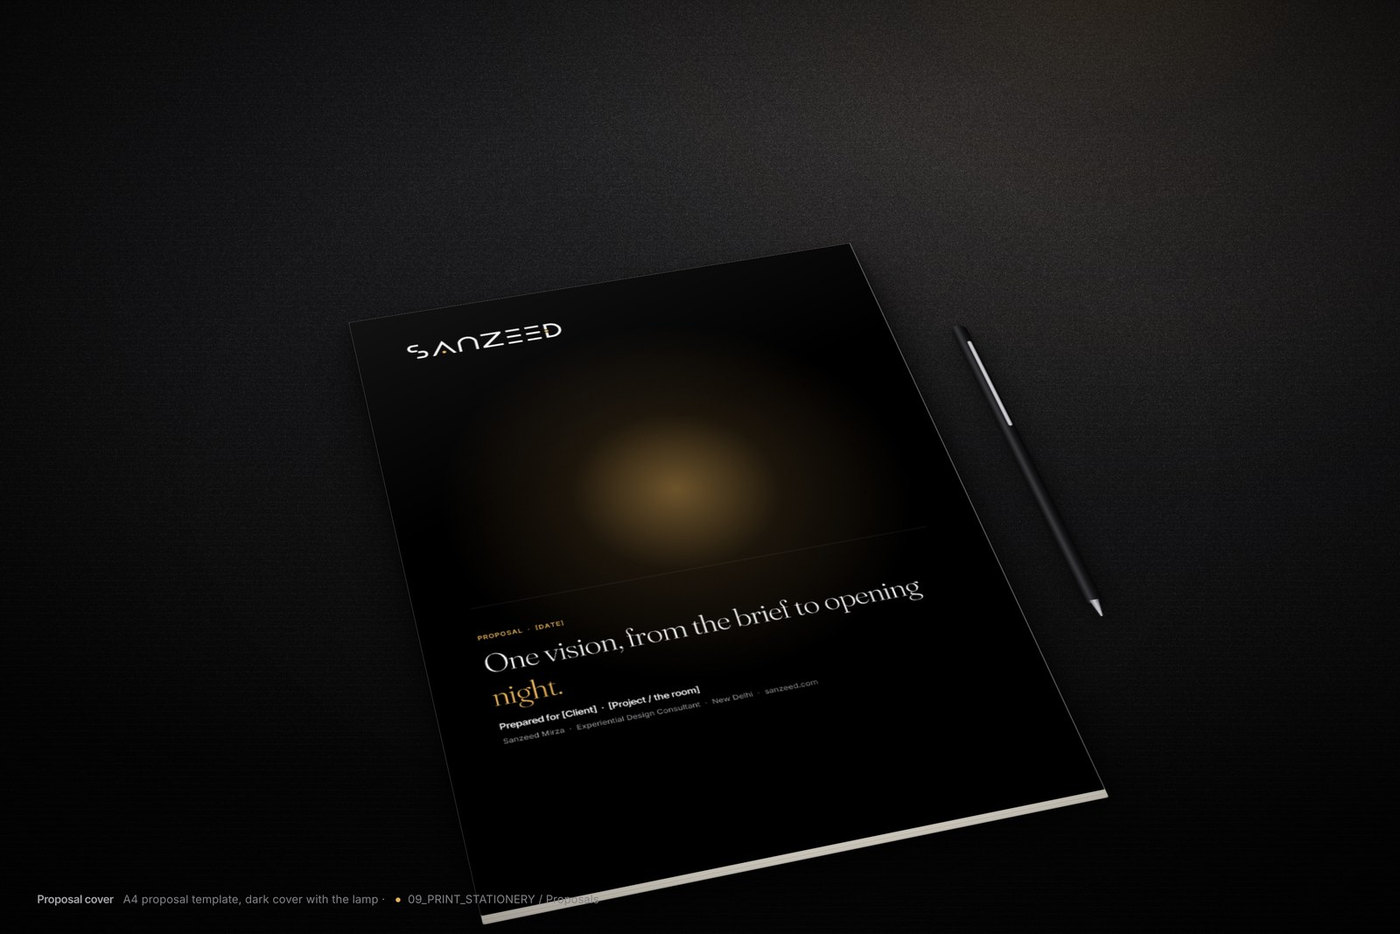 SANZEED
PROPOSAL · [DATE]
One vision, from the brief to opening
night.
Prepared for [Client] · [Project / the room]
Sanzeed Mirza · Experiential Design Consultant · New Delhi · sanzeed.com
Proposal cover A4 proposal template, dark cover with the lamp · • 09_PRINT_STATIONERY / Proposals